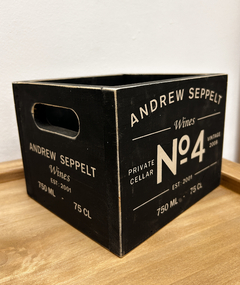 ANDREW SEPPELT
Wines
EST. 2001
750 ML · 75 CL
ANDREW SEPPELT
Wines
PRIVATE
CELLAR
No4
VINTAGE
EST. 2001
750 ML · 75 CL